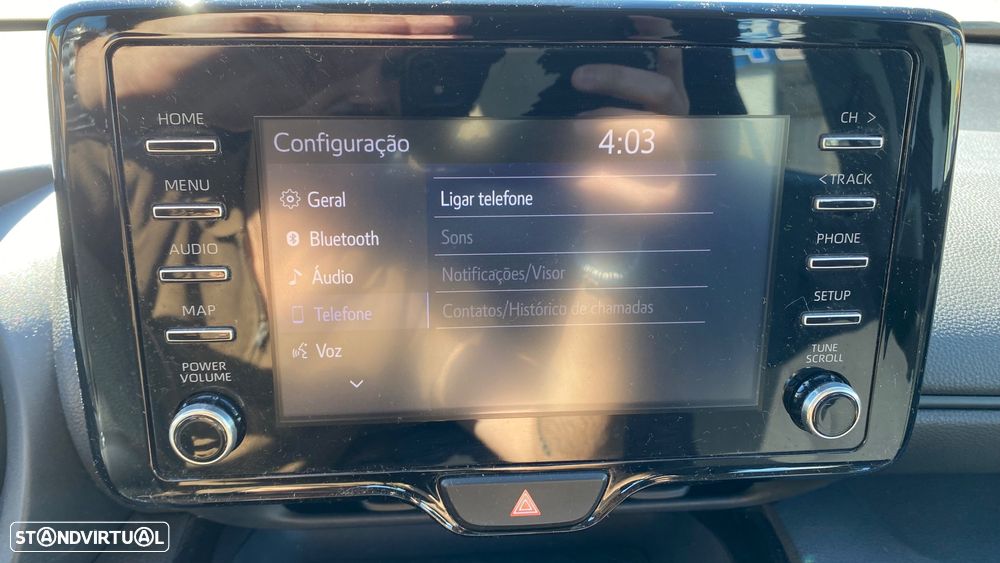 HOME
MENU
AUDIO
MAP
POWER
VOLUME
Configuração 4:03
Geral
Bluetooth
Áudio
Telefone
Voz
Ligar telefone
Sons
Notificações/Visor
Contatos/Histórico de chamadas
CH >
<TRACK
PHONE
SETUP
TUNE
SCROLL
STANDVIRTUAL